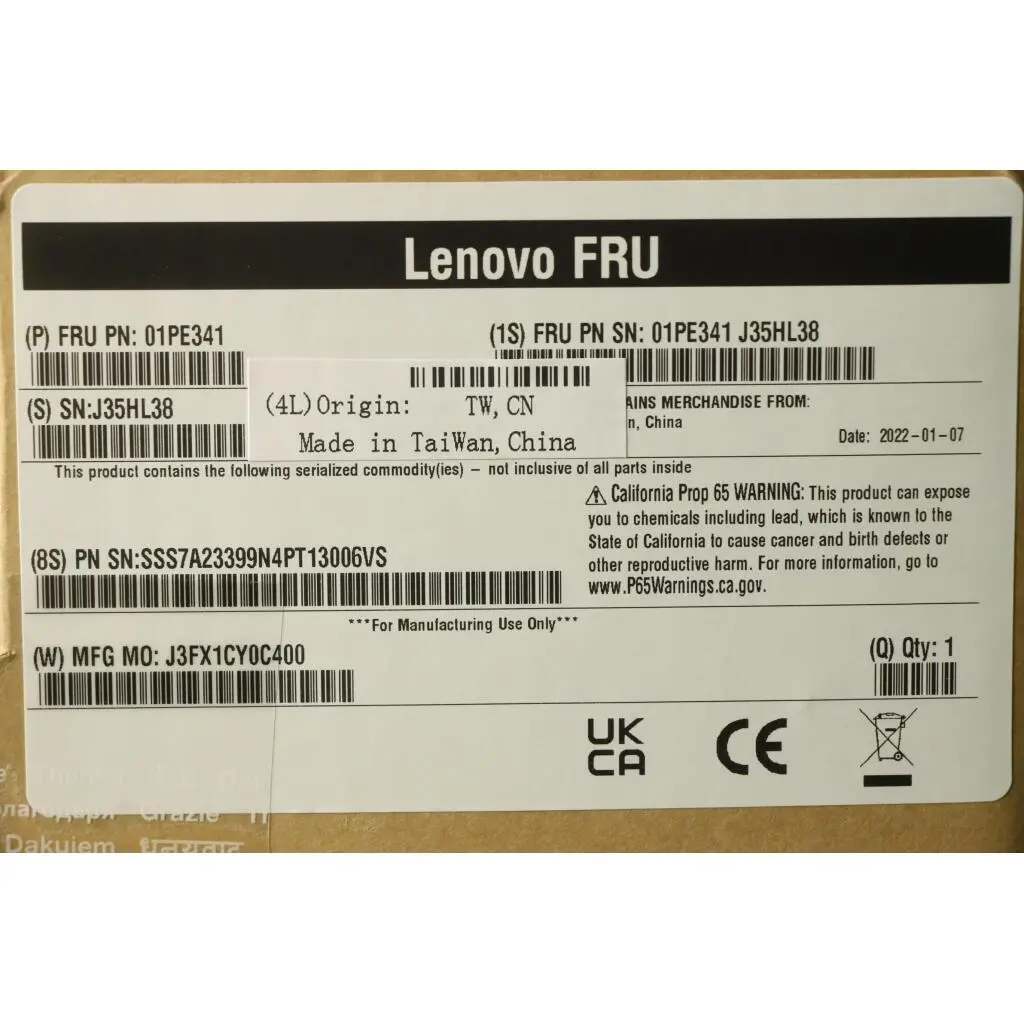 Lenovo FRU
(P) FRU PN: 01PE341
(1S) FRU PN SN: 01PE341 J35HL38
(S) SN:J35HL38
(4L)Origin: TW, CN
Made in TaiWan, China
MERCHANDISE FROM:
China
Date: 2022-01-07
This product contains the following serialized commodity(ies) – not inclusive of all parts inside
⚠ California Prop 65 WARNING: This product can expose
you to chemicals including lead, which is known to the
State of California to cause cancer and birth defects or
other reproductive harm. For more information, go to
www.P65Warnings.ca.gov.
(8S) PN SN:SSS7A23399N4PT13006VS
***For Manufacturing Use Only***
(W) MFG MO: J3FX1CY0C400
(Q) Qty: 1
UK
CA
CE
Grazie
Dakujem धन्यवाद